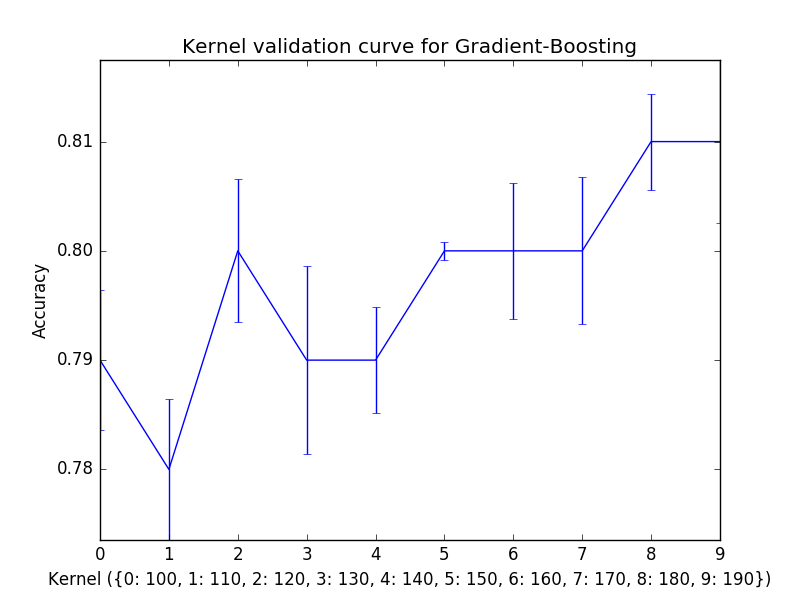 Kernel validation curve for Gradient-Boosting
0.81
0.80
0.79
0.78
Accuracy
0 1 2 3 4 5 6 7 8 9
Kernel ({0: 100, 1: 110, 2: 120, 3: 130, 4: 140, 5: 150, 6: 160, 7: 170, 8: 180, 9: 190})